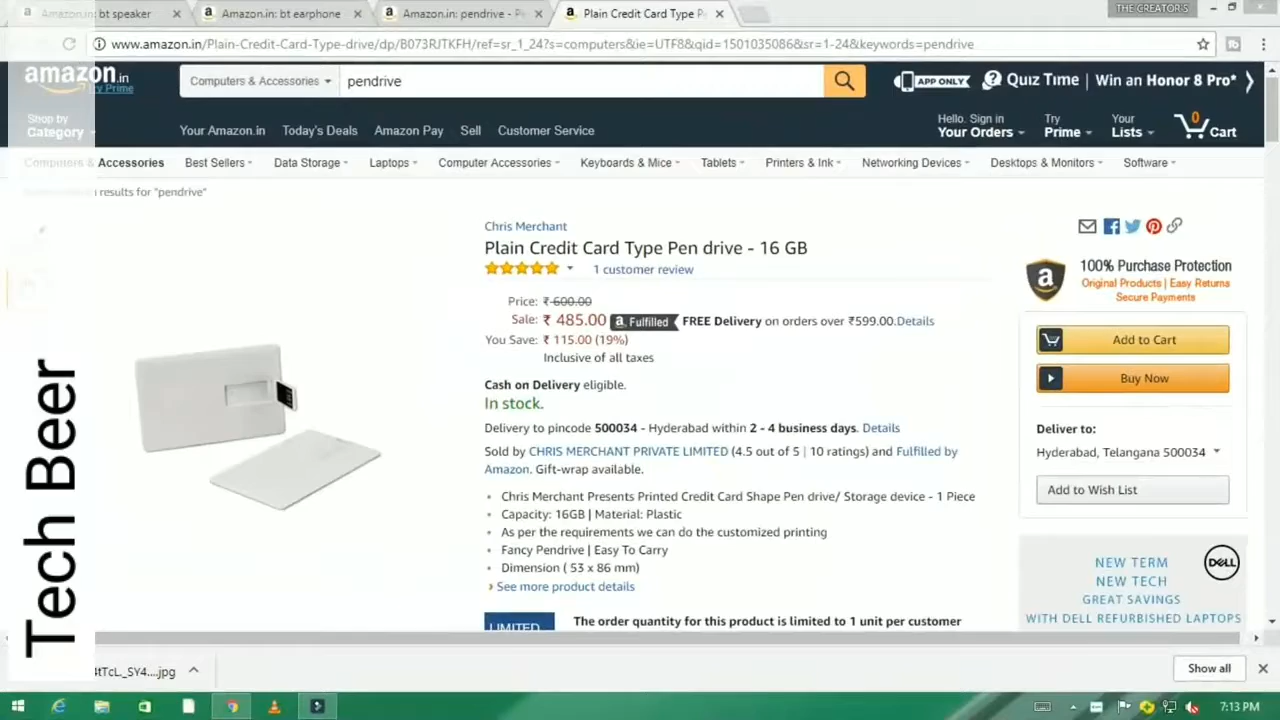 Amazon.in: bt speaker
Amazon.in: bt earphone
Amazon.in: pendrive - P
Plain Credit Card Type P
THE CREATOR'S
www.amazon.in/Plain-Credit-Card-Type-drive/dp/B073RJTKFH/ref=sr_1_24?s=computers&ie=UTF8&qid=1501035086&sr=1-24&keywords=pendrive
amazon.in
Try Prime
Computers & Accessories
pendrive
APP ONLY
QUIZ TIME | Win an Honor 8 Pro*
Shop by
Category
Your Amazon.in
Today's Deals
Amazon Pay
Sell
Customer Service
Hello. Sign in
Your Orders
Try
Prime
Your
Lists
0
Cart
Computers & Accessories
Best Sellers
Data Storage
Laptops
Computer Accessories
Keyboards & Mice
Tablets
Printers & Ink
Networking Devices
Desktops & Monitors
Software
results for "pendrive"
Chris Merchant
Plain Credit Card Type Pen drive - 16 GB
1 customer review
Price: ₹ 600.00
Sale: ₹ 485.00 a Fulfilled FREE Delivery on orders over ₹599.00.Details
You Save: ₹ 115.00 (19%)
Inclusive of all taxes
Cash on Delivery eligible.
In stock.
Delivery to pincode 500034 - Hyderabad within 2 - 4 business days. Details
Sold by CHRIS MERCHANT PRIVATE LIMITED (4.5 out of 5 | 10 ratings) and Fulfilled by
Amazon. Gift-wrap available.
Chris Merchant Presents Printed Credit Card Shape Pen drive/ Storage device - 1 Piece
Capacity: 16GB | Material: Plastic
As per the requirements we can do the customized printing
Fancy Pendrive | Easy To Carry
Dimension ( 53 x 86 mm)
› See more product details
LIMITED
The order quantity for this product is limited to 1 unit per customer
a
100% Purchase Protection
Original Products | Easy Returns
Secure Payments
Add to Cart
Buy Now
Deliver to:
Hyderabad, Telangana 500034
Add to Wish List
NEW TERM
NEW TECH
GREAT SAVINGS
WITH DELL REFURBISHED LAPTOPS
DELL
Tech Beer
4tTcL._SY4....jpg
Show all
7:13 PM